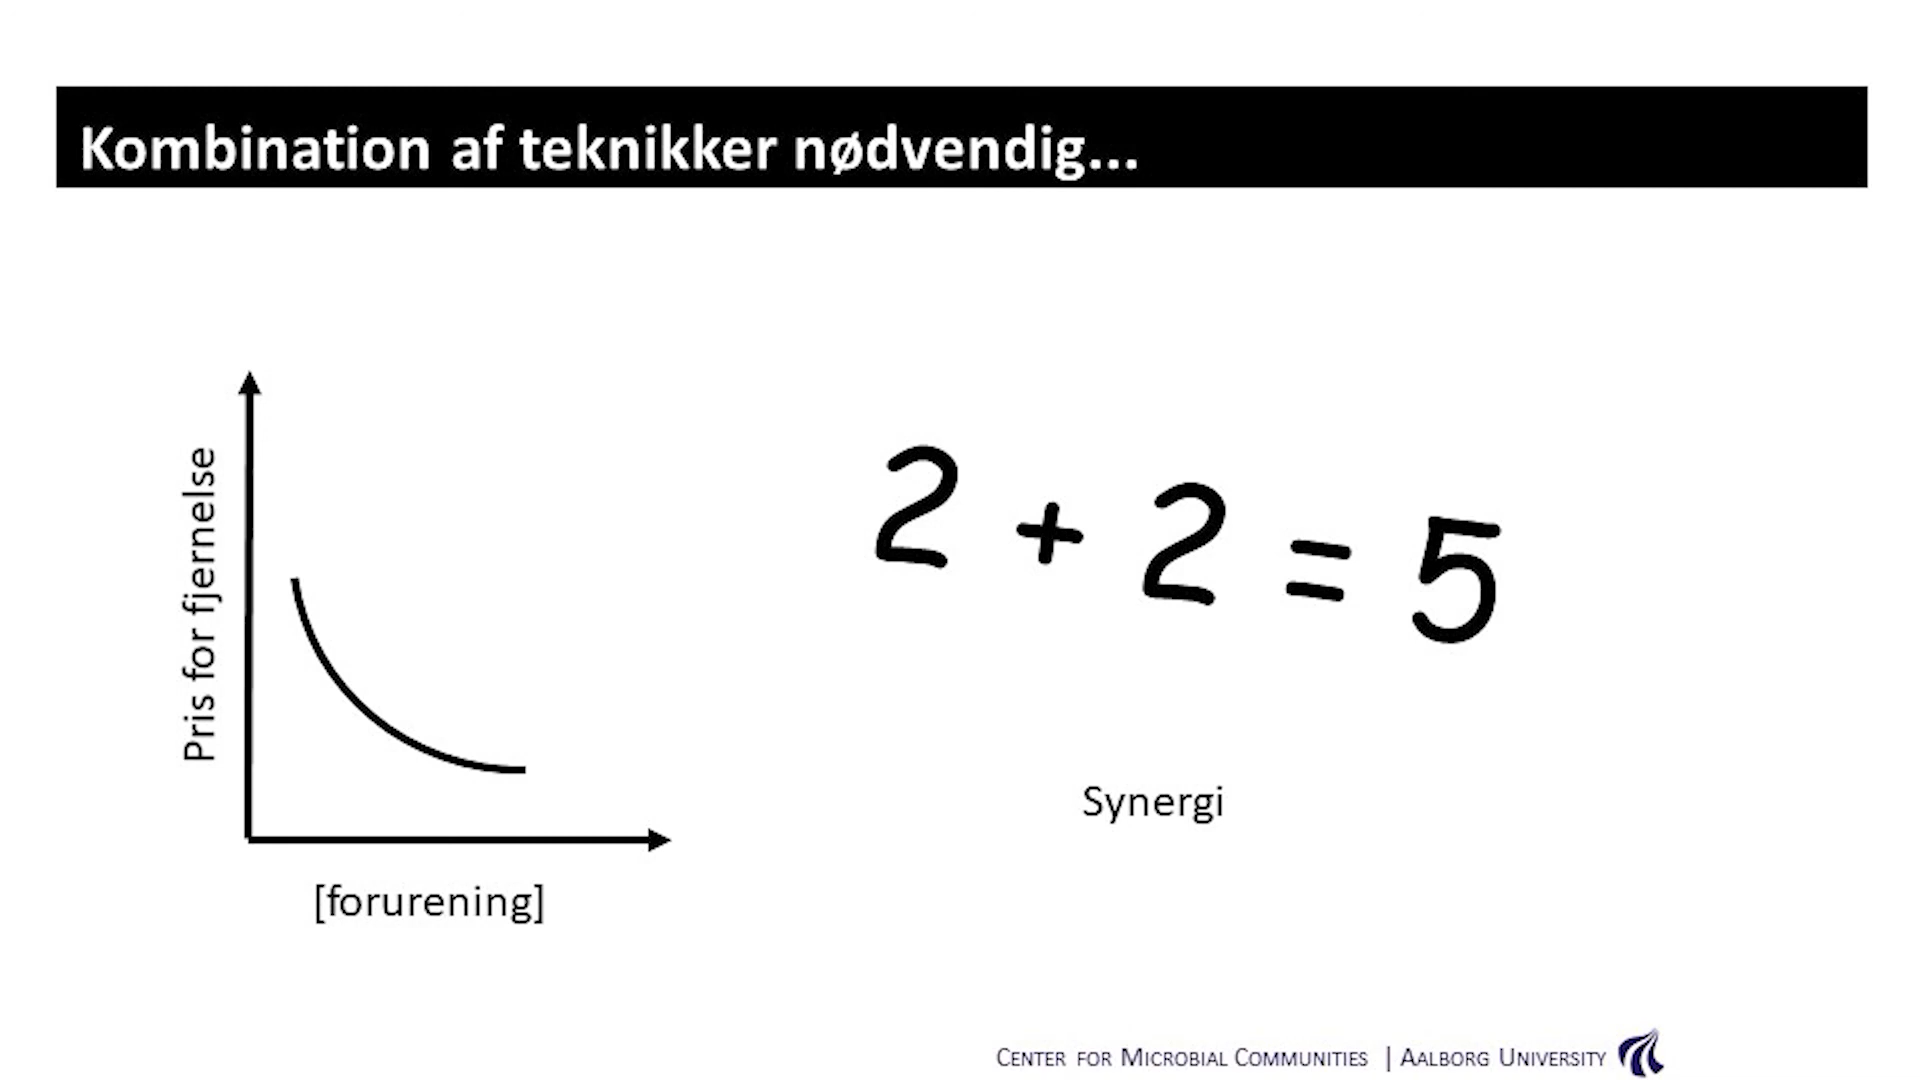 Kombination af teknikker nødvendig...
Pris for fjernelse
[forurening]
2 + 2 = 5
Synergi
CENTER FOR MICROBIAL COMMUNITIES | AALBORG UNIVERSITY